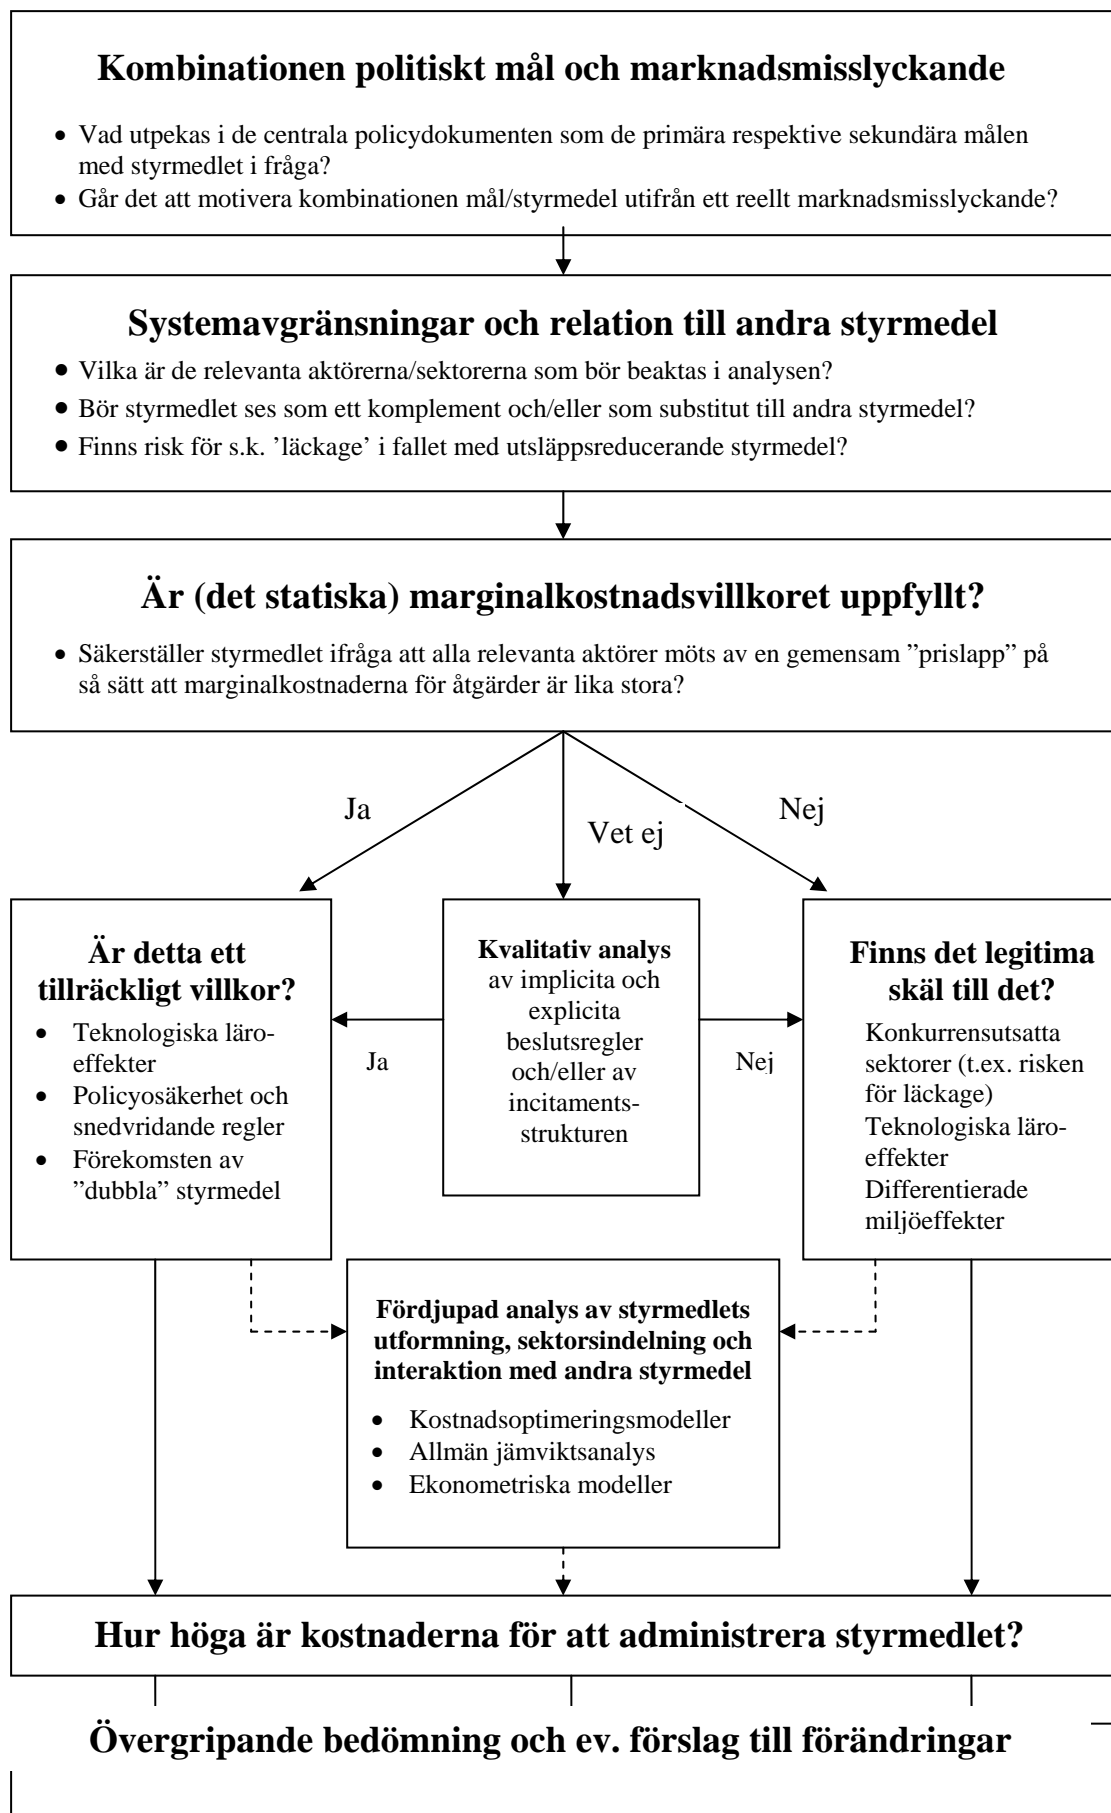 Kombinationen politiskt mål och marknadsmisslyckande
• Vad utpekas i de centrala policydokumenten som de primära respektive sekundära målen
med styrmedlet i fråga?
• Går det att motivera kombinationen mål/styrmedel utifrån ett reellt marknadsmisslyckande?
Systemavgränsningar och relation till andra styrmedel
• Vilka är de relevanta aktörerna/sektorerna som bör beaktas i analysen?
• Bör styrmedlet ses som ett komplement och/eller som substitut till andra styrmedel?
• Finns risk för s.k. ’läckage’ i fallet med utsläppsreducerande styrmedel?
Är (det statiska) marginalkostnadsvillkoret uppfyllt?
• Säkerställer styrmedlet ifråga att alla relevanta aktörer möts av en gemensam ”prislapp” på
så sätt att marginalkostnaderna för åtgärder är lika stora?
Ja
Vet ej
Nej
Är detta ett
tillräckligt villkor?
• Teknologiska läro-
effekter
• Policyosäkerhet och
snedvridande regler
• Förekomsten av
”dubbla” styrmedel
Ja
Kvalitativ analys
av implicita och
explicita
beslutsregler
och/eller av
incitaments-
strukturen
Nej
Finns det legitima
skäl till det?
Konkurrensutsatta
sektorer (t.ex. risken
för läckage)
Teknologiska läro-
effekter
Differentierade
miljöeffekter
Fördjupad analys av styrmedlets
utformning, sektorsindelning och
interaktion med andra styrmedel
• Kostnadsoptimeringsmodeller
• Allmän jämviktsanalys
• Ekonometriska modeller
Hur höga är kostnaderna för att administrera styrmedlet?
Övergripande bedömning och ev. förslag till förändringar